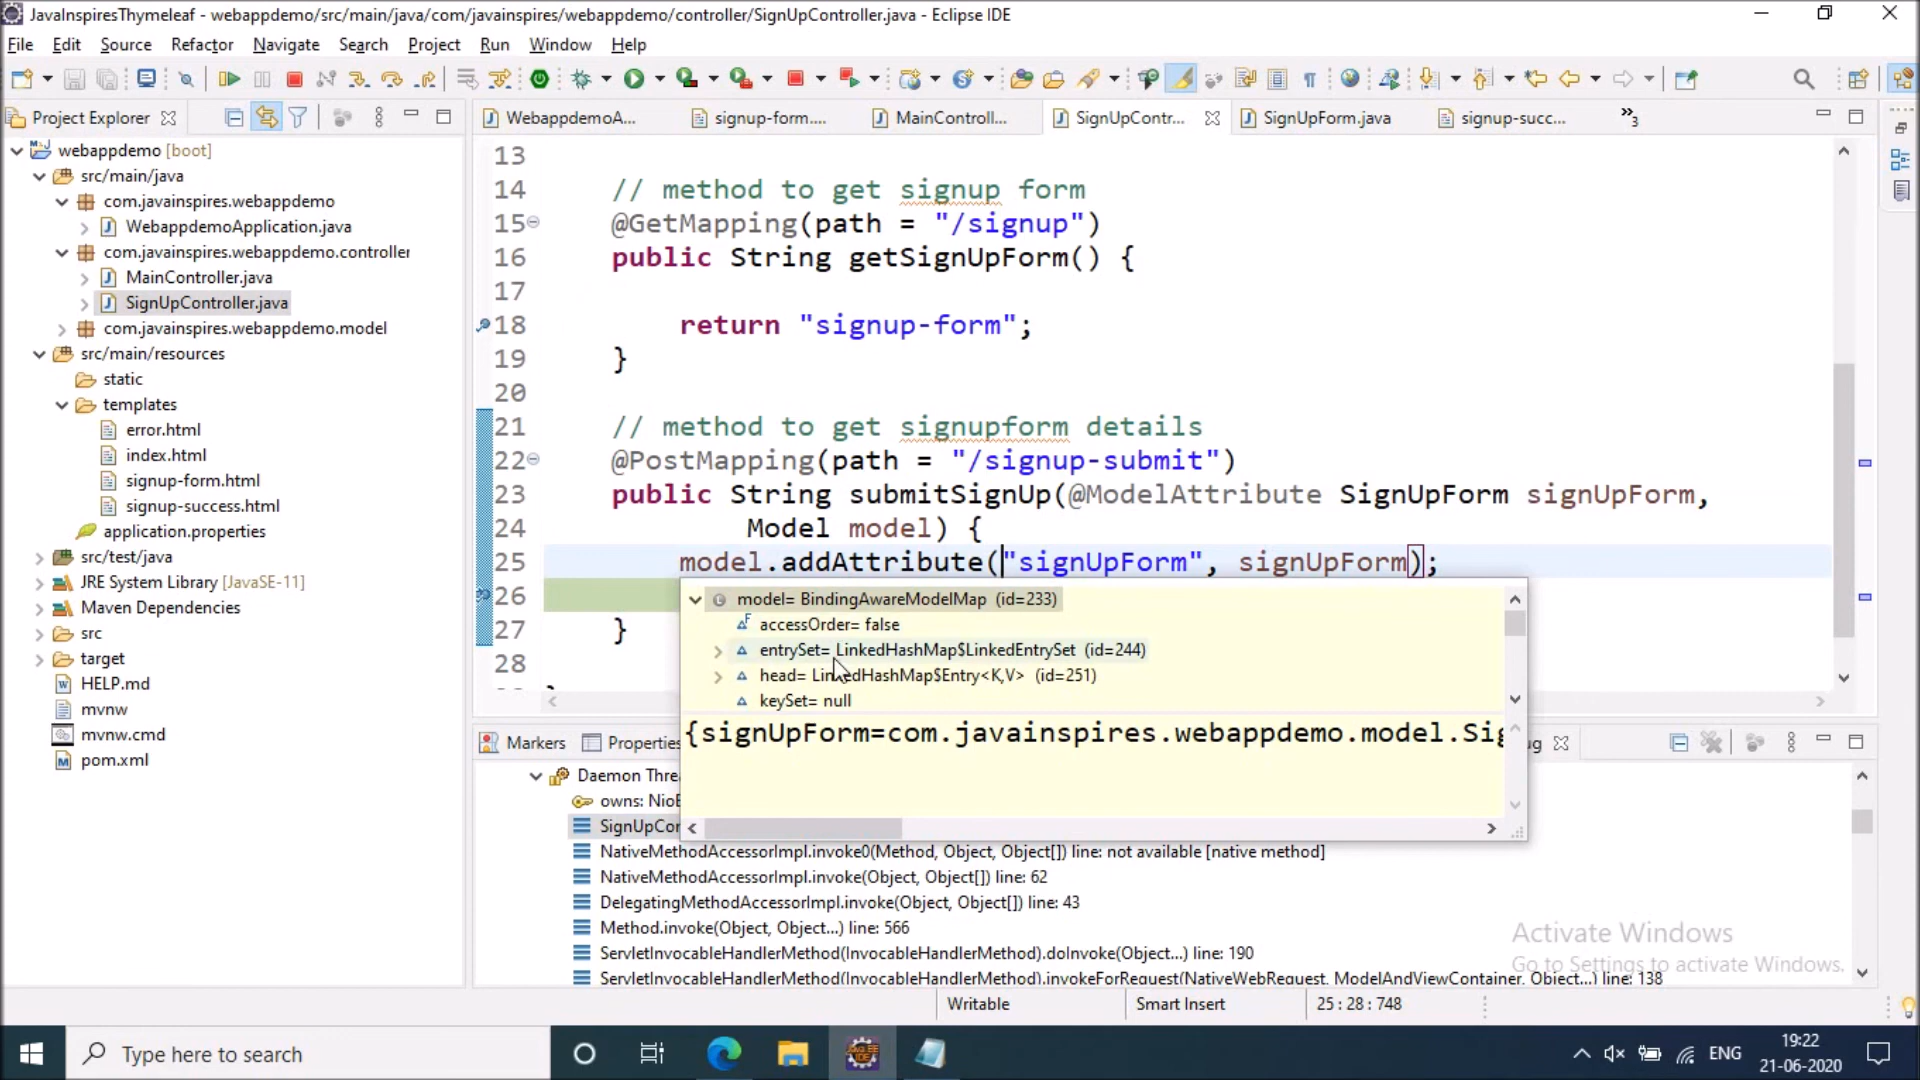 JavaInspiresThymeleaf - webappdemo/src/main/java/com/javainspires/webappdemo/controller/SignUpController.java - Eclipse IDE
File Edit Source Refactor Navigate Search Project Run Window Help
Project Explorer
WebappdemoA... signup-form.... MainControll... SignUpContr... SignUpForm.java signup-succ... »3
webappdemo [boot]
src/main/java
com.javainspires.webappdemo
WebappdemoApplication.java
com.javainspires.webappdemo.controller
MainController.java
SignUpController.java
com.javainspires.webappdemo.model
src/main/resources
static
templates
error.html
index.html
signup-form.html
signup-success.html
application.properties
src/test/java
JRE System Library [JavaSE-11]
Maven Dependencies
src
target
HELP.md
mvnw
mvnw.cmd
pom.xml
13
14 // method to get signup form
15 @GetMapping(path = "/signup")
16 public String getSignUpForm() {
17
18 return "signup-form";
19 }
20
21 // method to get signupform details
22 @PostMapping(path = "/signup-submit")
23 public String submitSignUp(@ModelAttribute SignUpForm signUpForm,
24 Model model) {
25 model.addAttribute("signUpForm", signUpForm);
26
27 }
28
model= BindingAwareModelMap (id=233)
accessOrder= false
entrySet= LinkedHashMap$LinkedEntrySet (id=244)
head= LinkedHashMap$Entry<K,V> (id=251)
keySet= null
{signUpForm=com.javainspires.webappdemo.model.Sig
Markers Properties
Daemon Threa
owns: NioE
SignUpCon
NativeMethodAccessorImpl.invoke0(Method, Object, Object[]) line: not available [native method]
NativeMethodAccessorImpl.invoke(Object, Object[]) line: 62
DelegatingMethodAccessorImpl.invoke(Object, Object[]) line: 43
Method.invoke(Object, Object...) line: 566
ServletInvocableHandlerMethod(InvocableHandlerMethod).doInvoke(Object...) line: 190
ServletInvocableHandlerMethod(InvocableHandlerMethod).invokeForRequest(NativeWebRequest, ModelAndViewContainer, Object...) line: 138
Activate Windows
Go to Settings to activate Windows.
Writable Smart Insert 25 : 28 : 748
Type here to search
ENG
19:22
21-06-2020